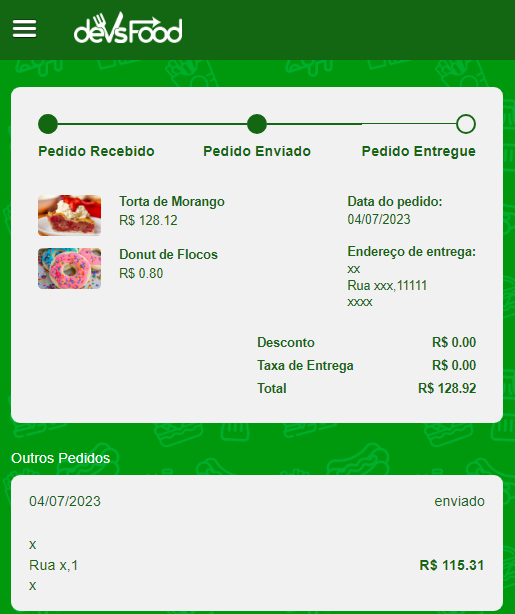 devsFood
Pedido Recebido
Pedido Enviado
Pedido Entregue
Torta de Morango
R$ 128.12
Donut de Flocos
R$ 0.80
Data do pedido:
04/07/2023
Endereço de entrega:
xx
Rua xxx,11111
xxxx
Desconto R$ 0.00
Taxa de Entrega R$ 0.00
Total R$ 128.92
Outros Pedidos
04/07/2023 enviado
x
Rua x,1 R$ 115.31
x